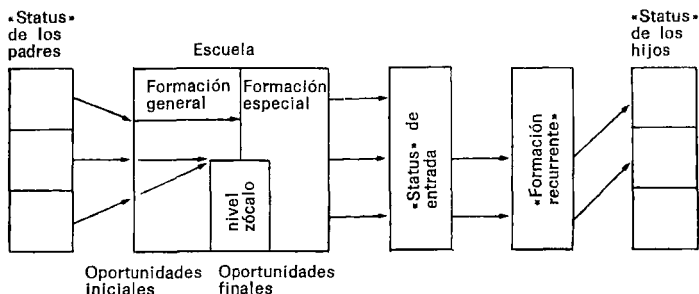 «Status»
de los
padres
Escuela
«Status»
de los
hijos
Formación
general
Formación
especial
nivel
zócalo
«Status» de
entrada
«Formación
recurrente»
Oportunidades
iniciales
Oportunidades
finales